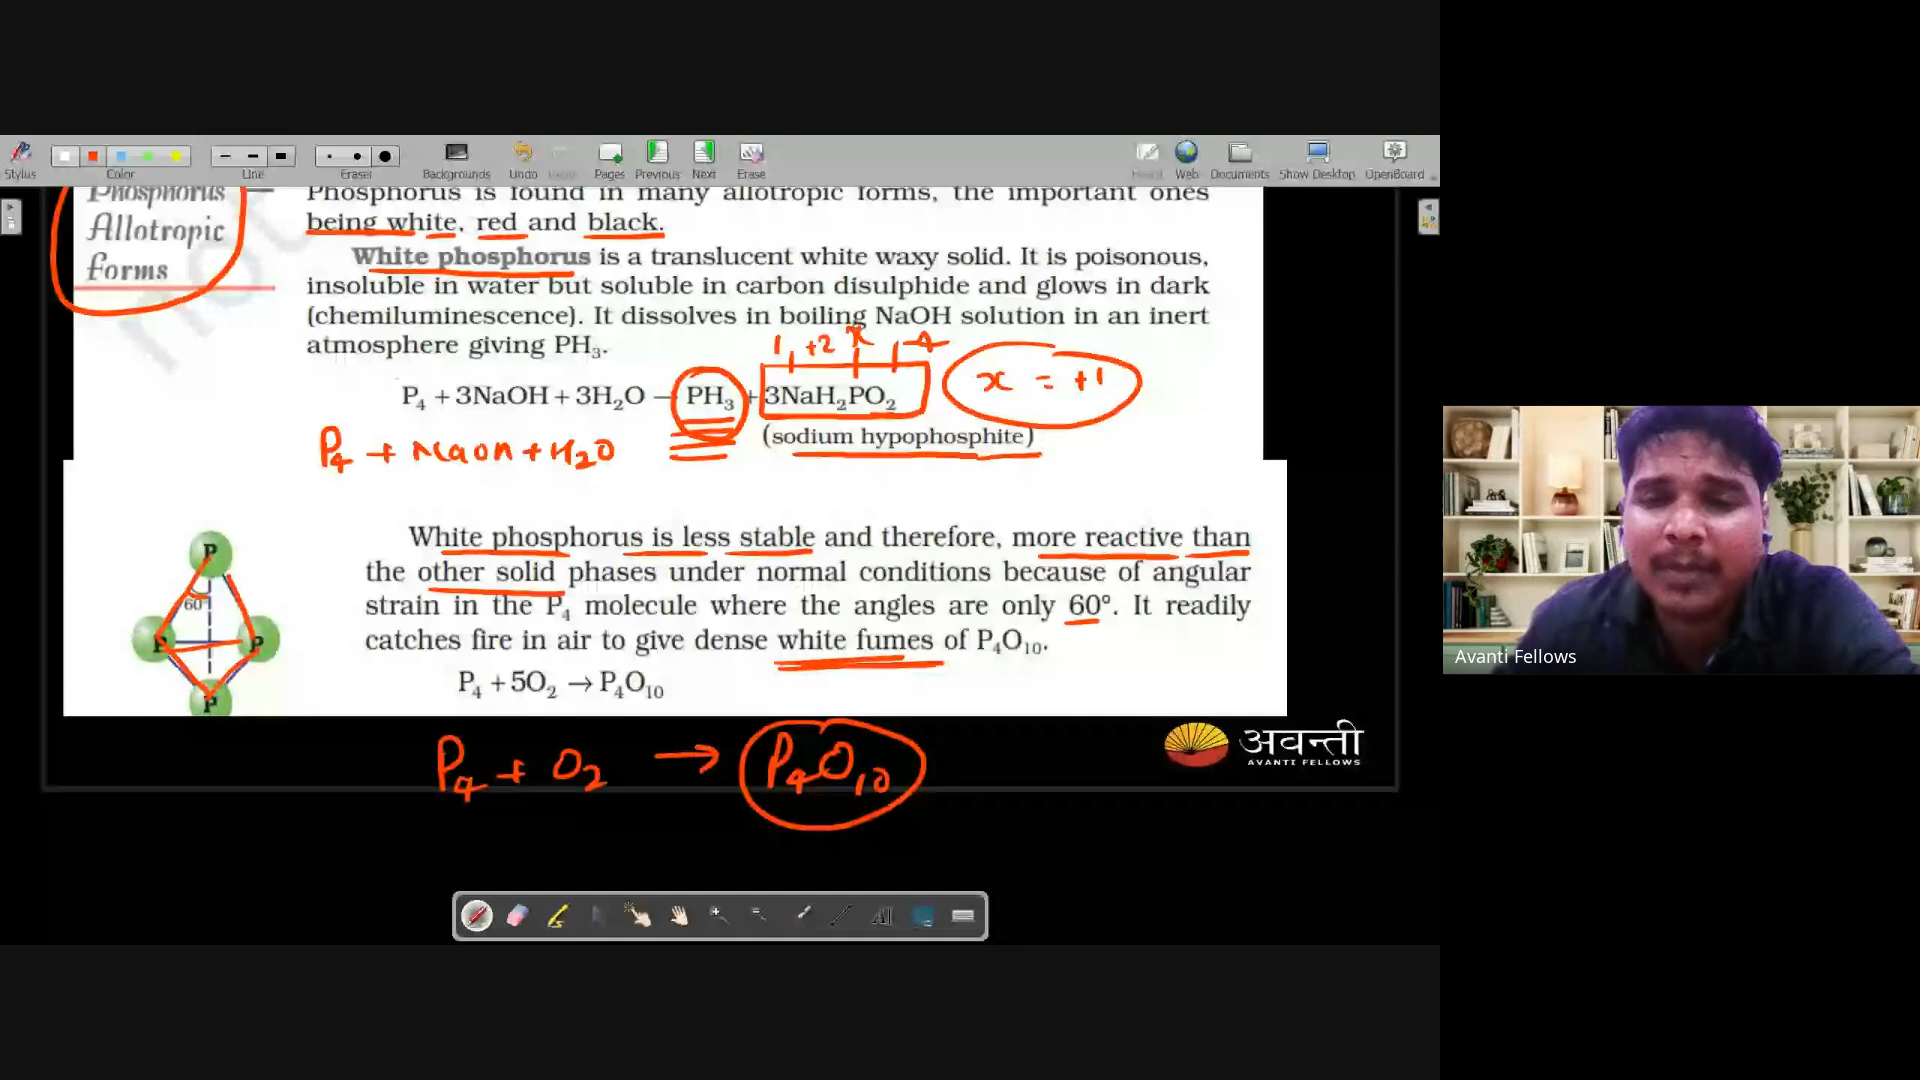 Stylus Color Line Eraser Backgrounds Undo Pages Previous Next Erase Web Documents Show Desktop OpenBoard
Phosphorus
Allotropic
forms
Phosphorus is found in many allotropic forms, the important ones
being white, red and black.
White phosphorus is a translucent white waxy solid. It is poisonous,
insoluble in water but soluble in carbon disulphide and glows in dark
(chemiluminescence). It dissolves in boiling NaOH solution in an inert
atmosphere giving PH₃.
1 +2 x -4
P₄ + 3NaOH + 3H₂O → PH₃ + 3NaH₂PO₂
x = +1
(sodium hypophosphite)
P₄ + NaOH + H₂O
P
60
P P
P
White phosphorus is less stable and therefore, more reactive than
the other solid phases under normal conditions because of angular
strain in the P₄ molecule where the angles are only 60°. It readily
catches fire in air to give dense white fumes of P₄O₁₀.
P₄ + 5O₂ → P₄O₁₀
P₄ + O₂ → P₄O₁₀
अवन्ती
AVANTI FELLOWS
Avanti Fellows